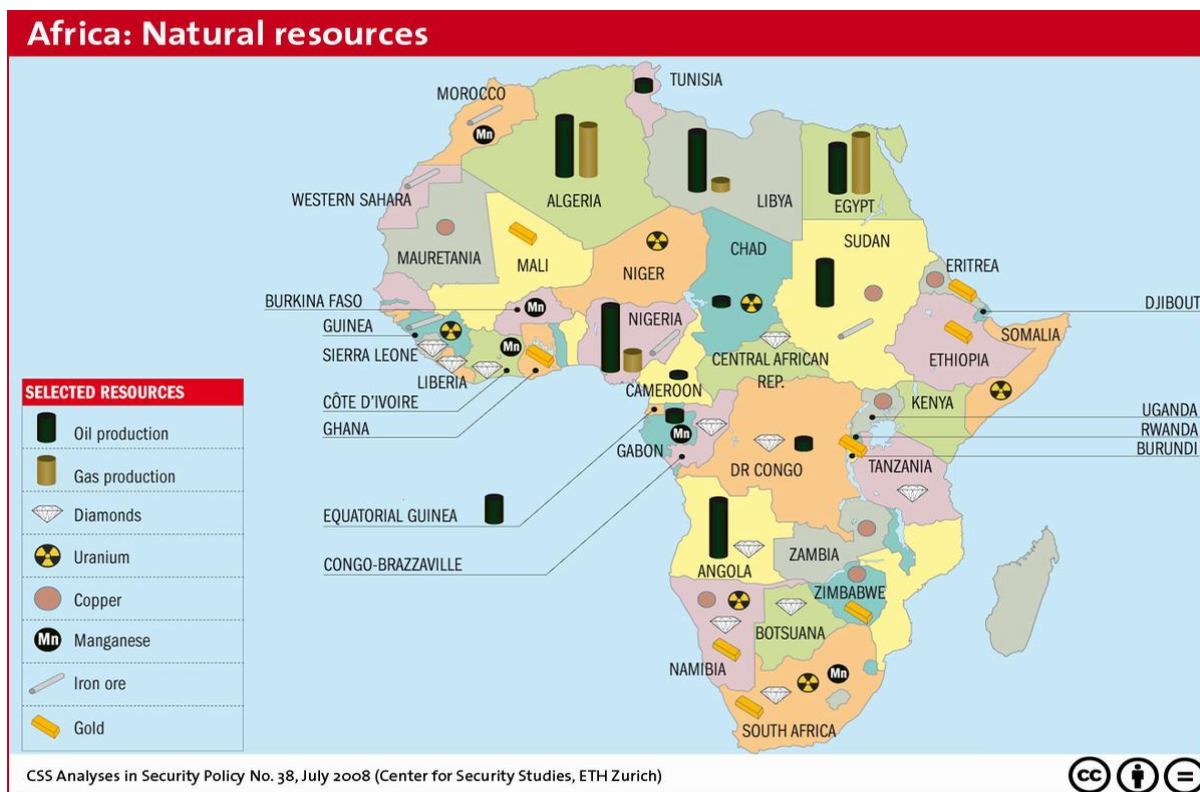 Africa: Natural resources
TUNISIA
MOROCCO
Mn
WESTERN SAHARA
ALGERIA
LIBYA
EGYPT
MAURETANIA
MALI
NIGER
CHAD
SUDAN
ERITREA
BURKINA FASO
Mn
DJIBOUT
GUINEA
NIGERIA
SOMALIA
SIERRA LEONE
Mn
CENTRAL AFRICAN
REP.
ETHIOPIA
LIBERIA
CAMEROON
CÔTE D'IVOIRE
KENYA
UGANDA
GHANA
Mn
RWANDA
GABON
BURUNDI
DR CONGO
TANZANIA
EQUATORIAL GUINEA
CONGO-BRAZZAVILLE
ANGOLA
ZAMBIA
ZIMBABWE
BOTSUANA
NAMIBIA
Mn
SOUTH AFRICA
SELECTED RESOURCES
Oil production
Gas production
Diamonds
Uranium
Copper
Mn Manganese
Iron ore
Gold
CSS Analyses in Security Policy No. 38, July 2008 (Center for Security Studies, ETH Zurich)
cc